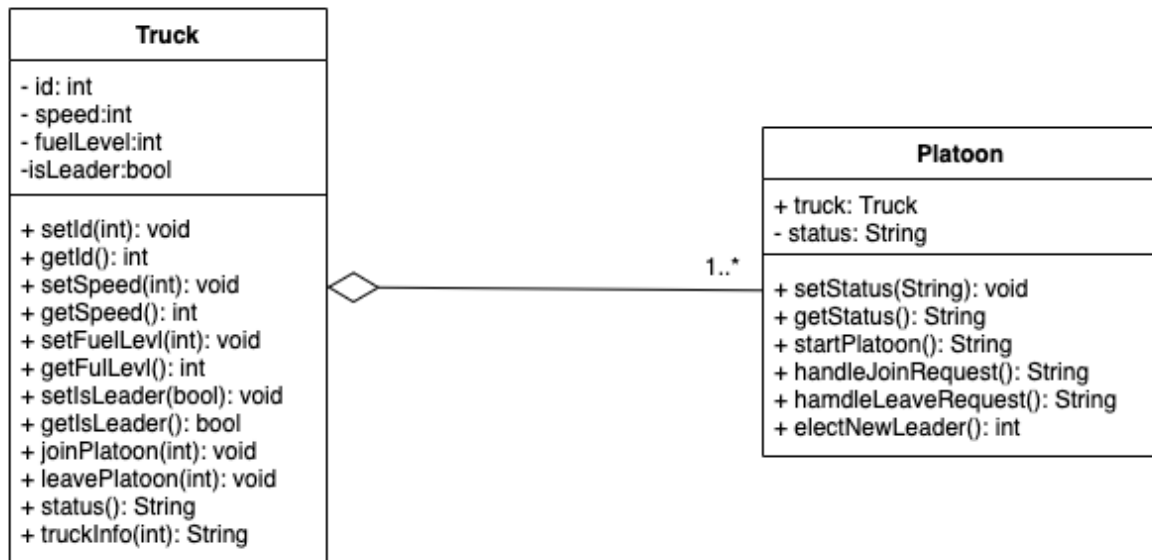 Truck
- id: int
- speed:int
- fuelLevel:int
-isLeader:bool
+ setId(int): void
+ getId(): int
+ setSpeed(int): void
+ getSpeed(): int
+ setFuelLevl(int): void
+ getFulLevl(): int
+ setIsLeader(bool): void
+ getIsLeader(): bool
+ joinPlatoon(int): void
+ leavePlatoon(int): void
+ status(): String
+ truckInfo(int): String
1..*
Platoon
+ truck: Truck
- status: String
+ setStatus(String): void
+ getStatus(): String
+ startPlatoon(): String
+ handleJoinRequest(): String
+ hamdleLeaveRequest(): String
+ electNewLeader(): int